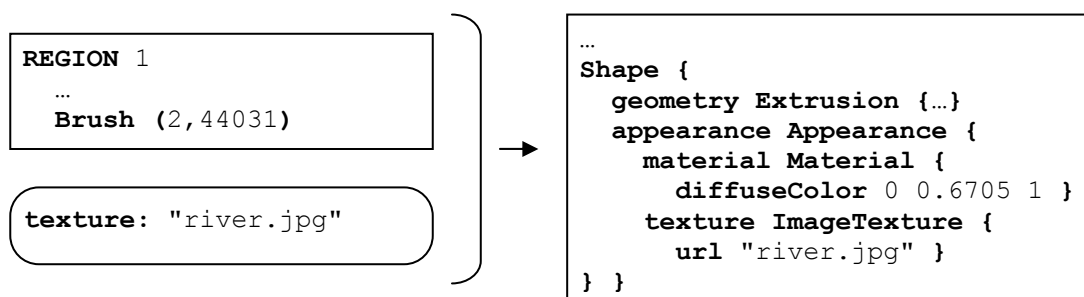 REGION 1
…
Brush (2,44031)
texture: "river.jpg"
…
Shape {
geometry Extrusion {…}
appearance Appearance {
material Material {
diffuseColor 0 0.6705 1 }
texture ImageTexture {
url "river.jpg" }
} }